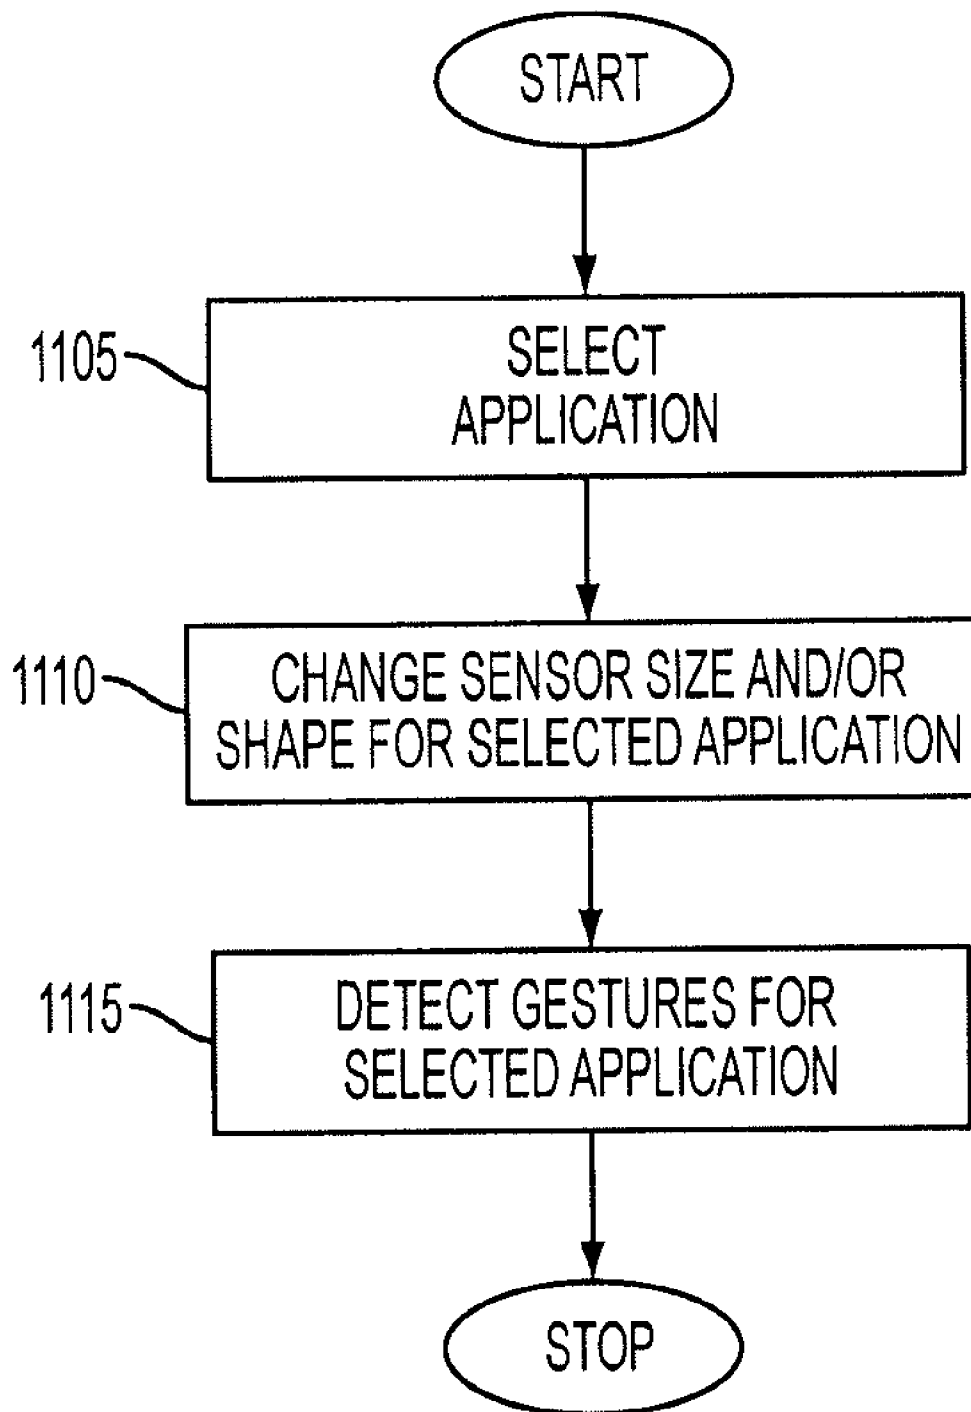 START
1105
SELECT
APPLICATION
1110
CHANGE SENSOR SIZE AND/OR
SHAPE FOR SELECTED APPLICATION
1115
DETECT GESTURES FOR
SELECTED APPLICATION
STOP